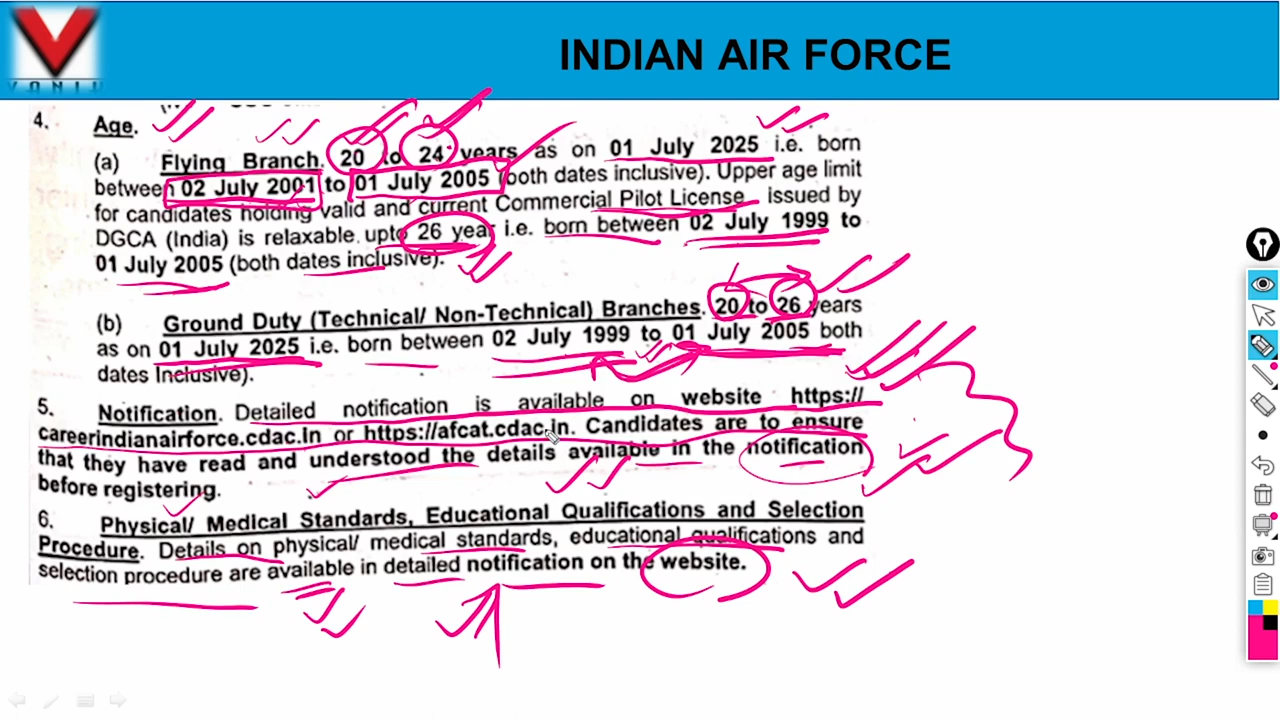 VANIK
INDIAN AIR FORCE
4. Age.
(a) Flying Branch. 20 to 24 years as on 01 July 2025 i.e. born
between 02 July 2001 to 01 July 2005 (both dates inclusive). Upper age limit
for candidates holding valid and current Commercial Pilot License issued by
DGCA (India) is relaxable upto 26 year i.e. born between 02 July 1999 to
01 July 2005 (both dates inclusive).
(b) Ground Duty (Technical/ Non-Technical) Branches. 20 to 26 years
as on 01 July 2025 i.e. born between 02 July 1999 to 01 July 2005 both
dates Inclusive).
5. Notification. Detailed notification is available on website https://
careerindianairforce.cdac.in or https://afcat.cdac.in. Candidates are to ensure
that they have read and understood the details available in the notification
before registering.
6. Physical/ Medical Standards, Educational Qualifications and Selection
Procedure. Details on physical/ medical standards, educational qualifications and
selection procedure are available in detailed notification on the website.